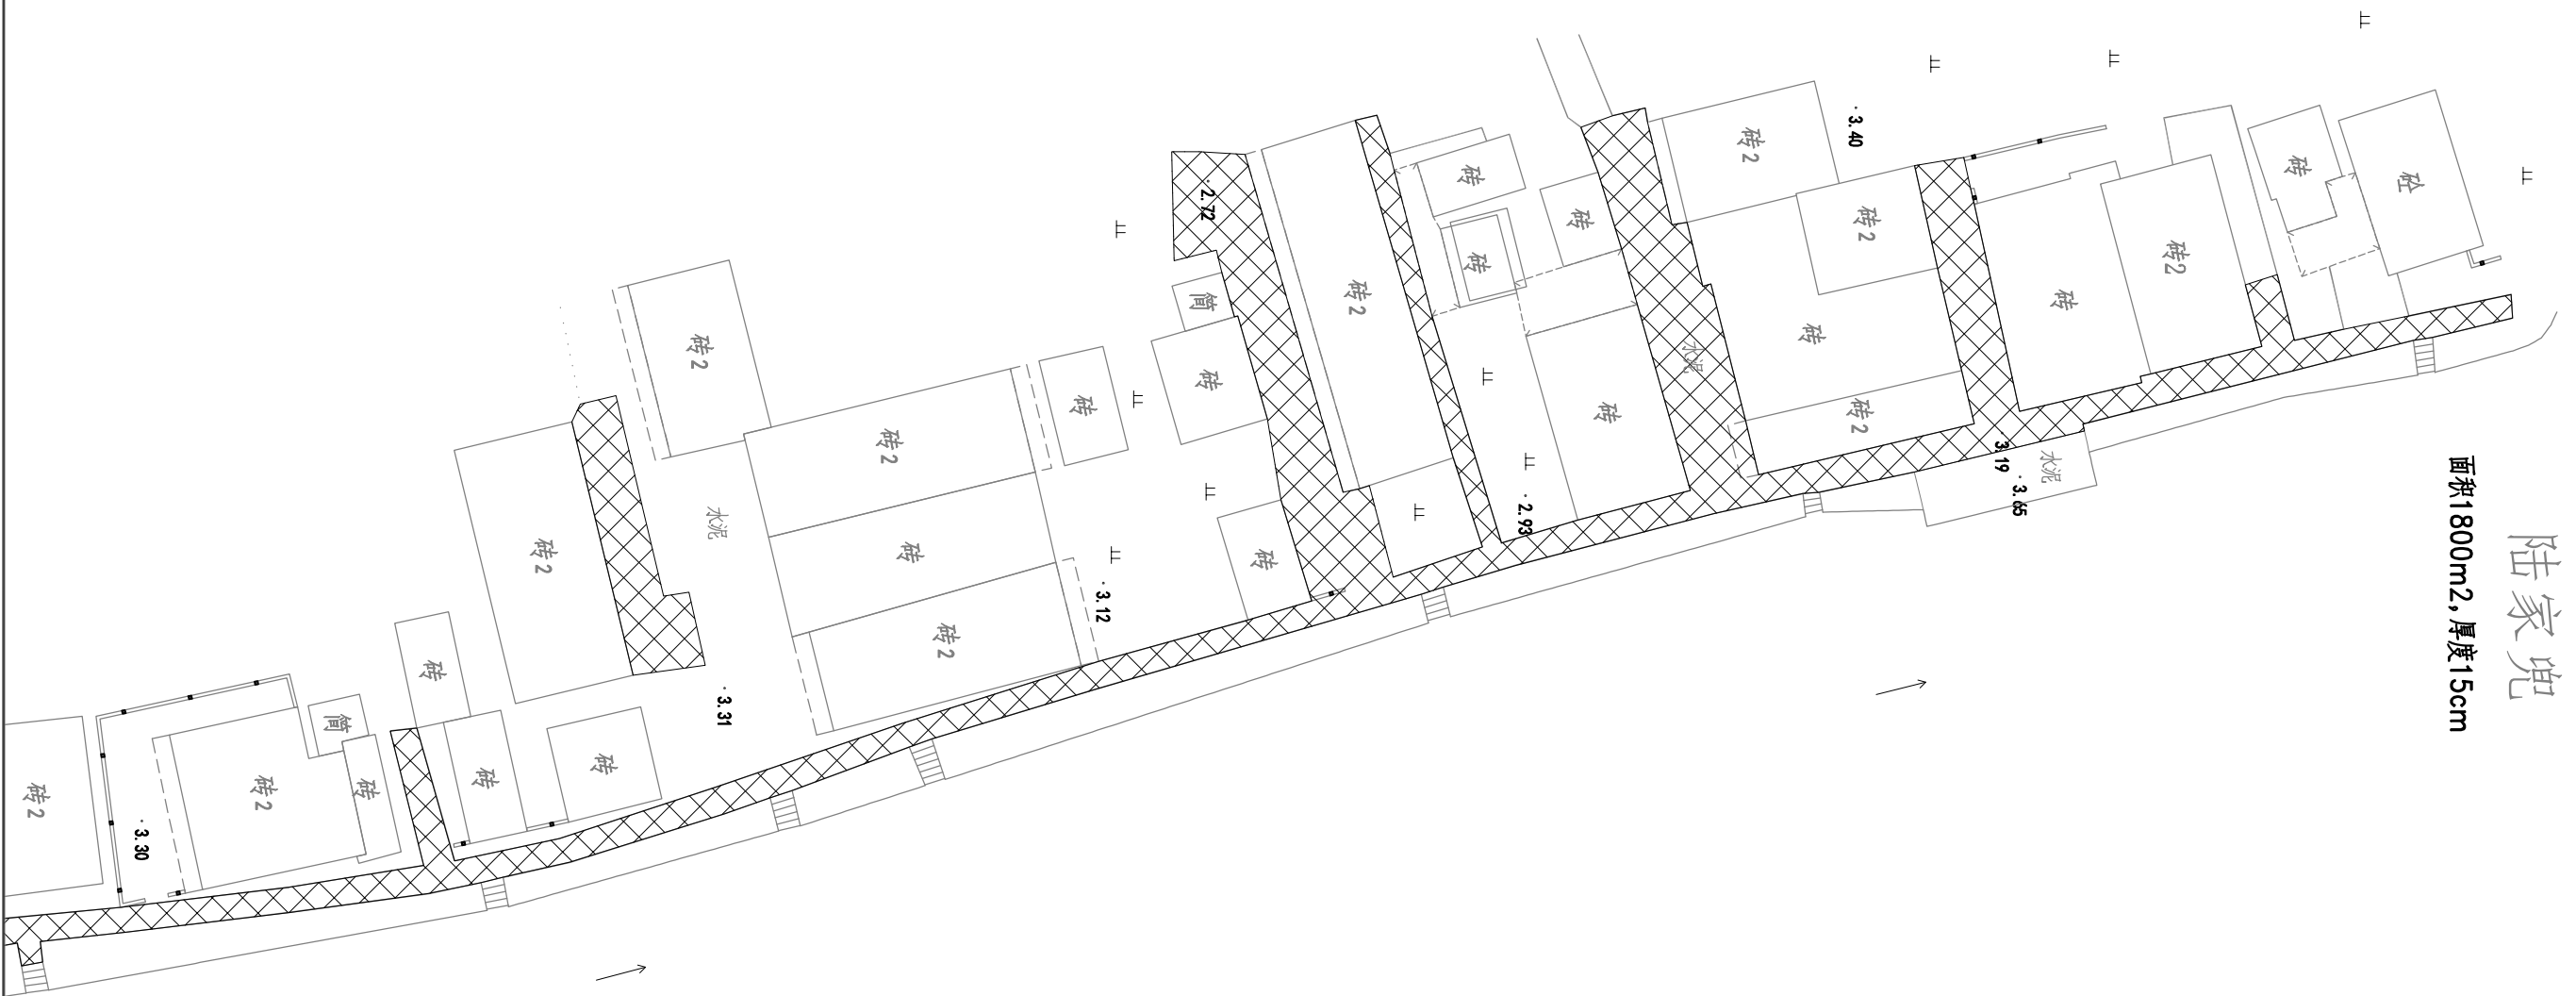 陆家兜
面积1800m2,厚度15cm
砼
砖
砖2
砖
水泥
3.65
3.19
3.40
砖2
砖2
砖
砖2
水泥
砖
砖
砖
砖
2.93
砖2
2.72
简
砖
砖
砖
3.12
砖2
砖
砖2
砖2
水泥
3.31
砖2
砖
砖
砖
简
砖
砖2
3.30
砖2